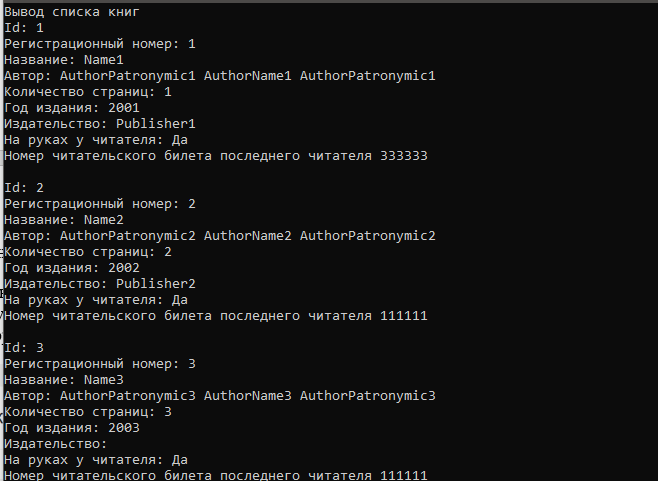 Вывод списка книг
Id: 1
Регистрационный номер: 1
Название: Name1
Автор: AuthorPatronymic1 AuthorName1 AuthorPatronymic1
Количество страниц: 1
Год издания: 2001
Издательство: Publisher1
На руках у читателя: Да
Номер читательского билета последнего читателя 333333
Id: 2
Регистрационный номер: 2
Название: Name2
Автор: AuthorPatronymic2 AuthorName2 AuthorPatronymic2
Количество страниц: 2
Год издания: 2002
Издательство: Publisher2
На руках у читателя: Да
Номер читательского билета последнего читателя 111111
Id: 3
Регистрационный номер: 3
Название: Name3
Автор: AuthorPatronymic3 AuthorName3 AuthorPatronymic3
Количество страниц: 3
Год издания: 2003
Издательство:
На руках у читателя: Да
Номер читательского билета последнего читателя 111111